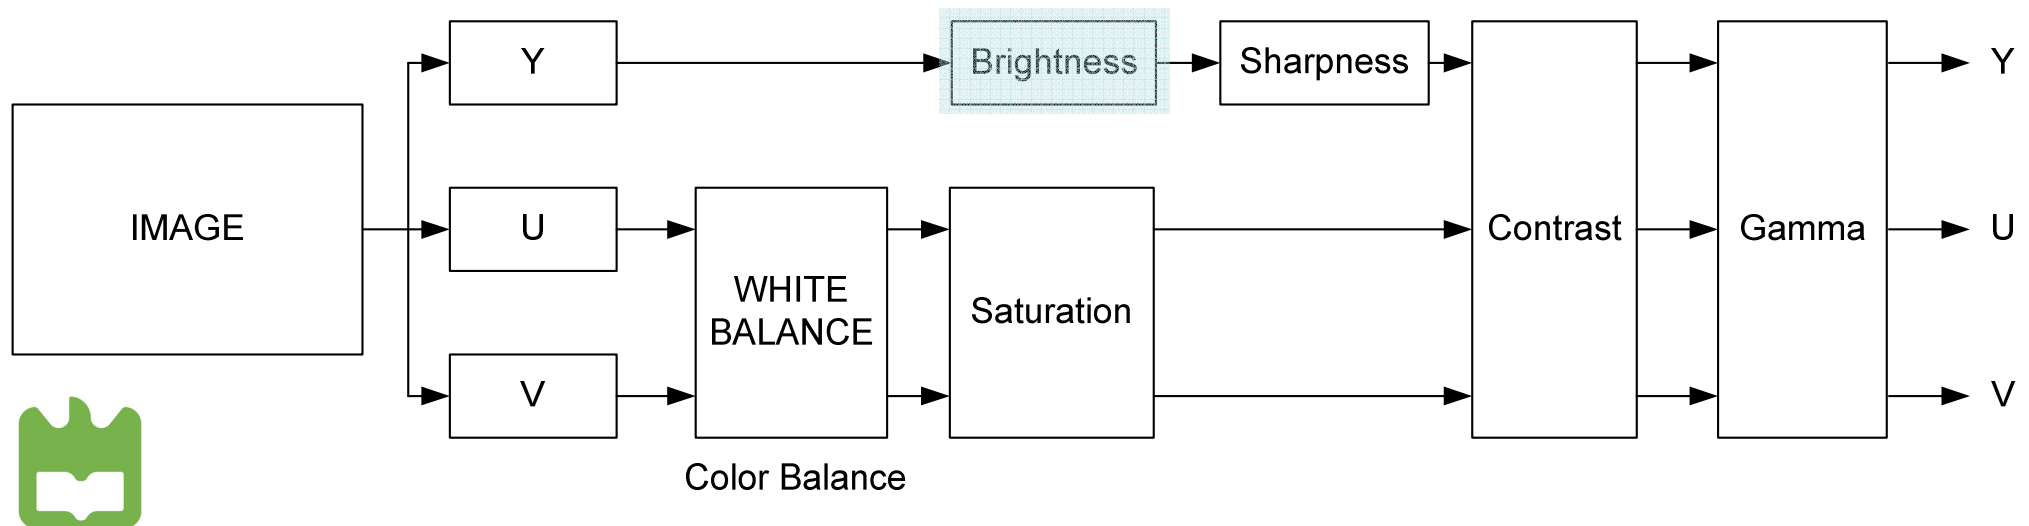 Y
Brightness
Sharpness
Y
IMAGE
U
Contrast
Gamma
U
WHITE
BALANCE
Saturation
V
V
Color Balance